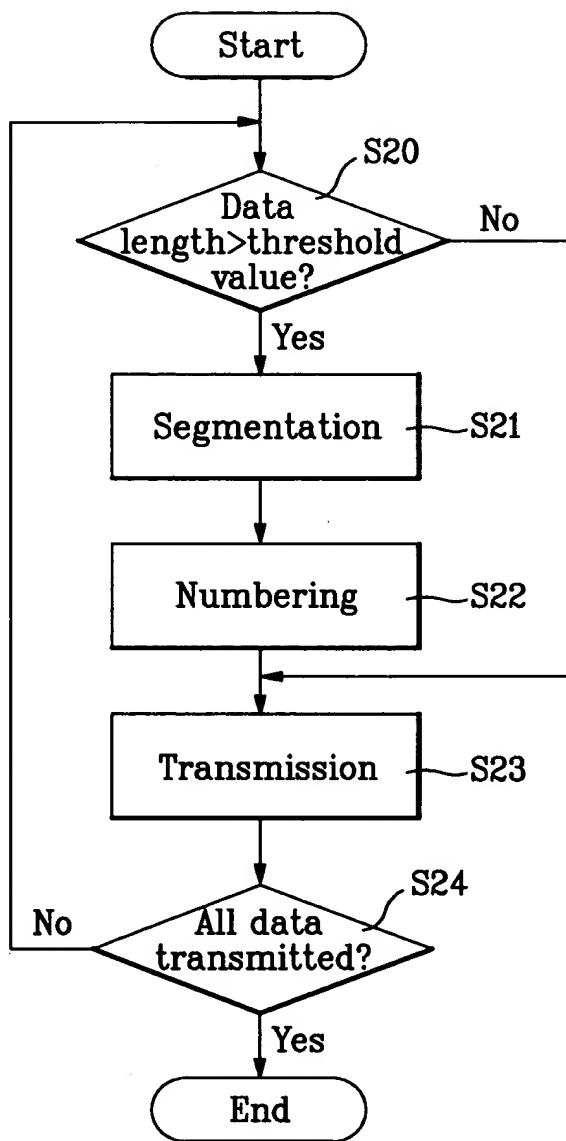 Start
S20
Data
length>threshold
value?
No
Yes
Segmentation
S21
Numbering
S22
Transmission
S23
S24
All data
transmitted?
No
Yes
End